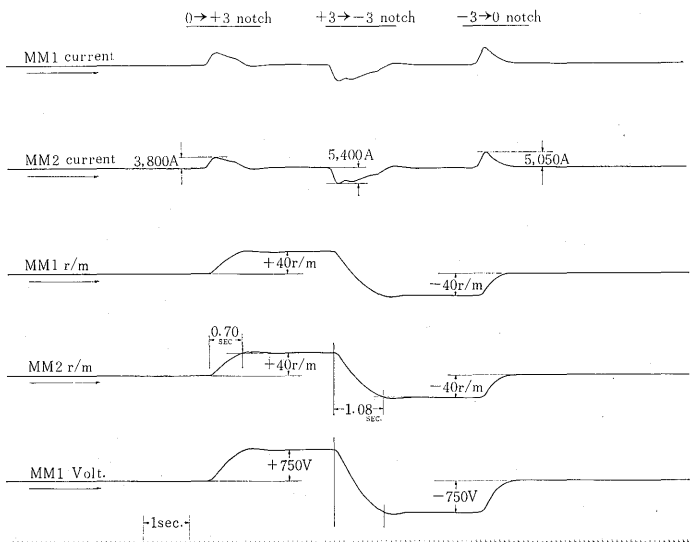 0→+3 notch
+3→−3 notch
−3→0 notch
MM1 current
MM2 current
3,800A
5,400A
5,050A
MM1 r/m
+40r/m
−40r/m
0.70
SEC
MM2 r/m
+40r/m
−40r/m
1.08
SEC.
MM1 Volt.
+750V
−750V
1sec.